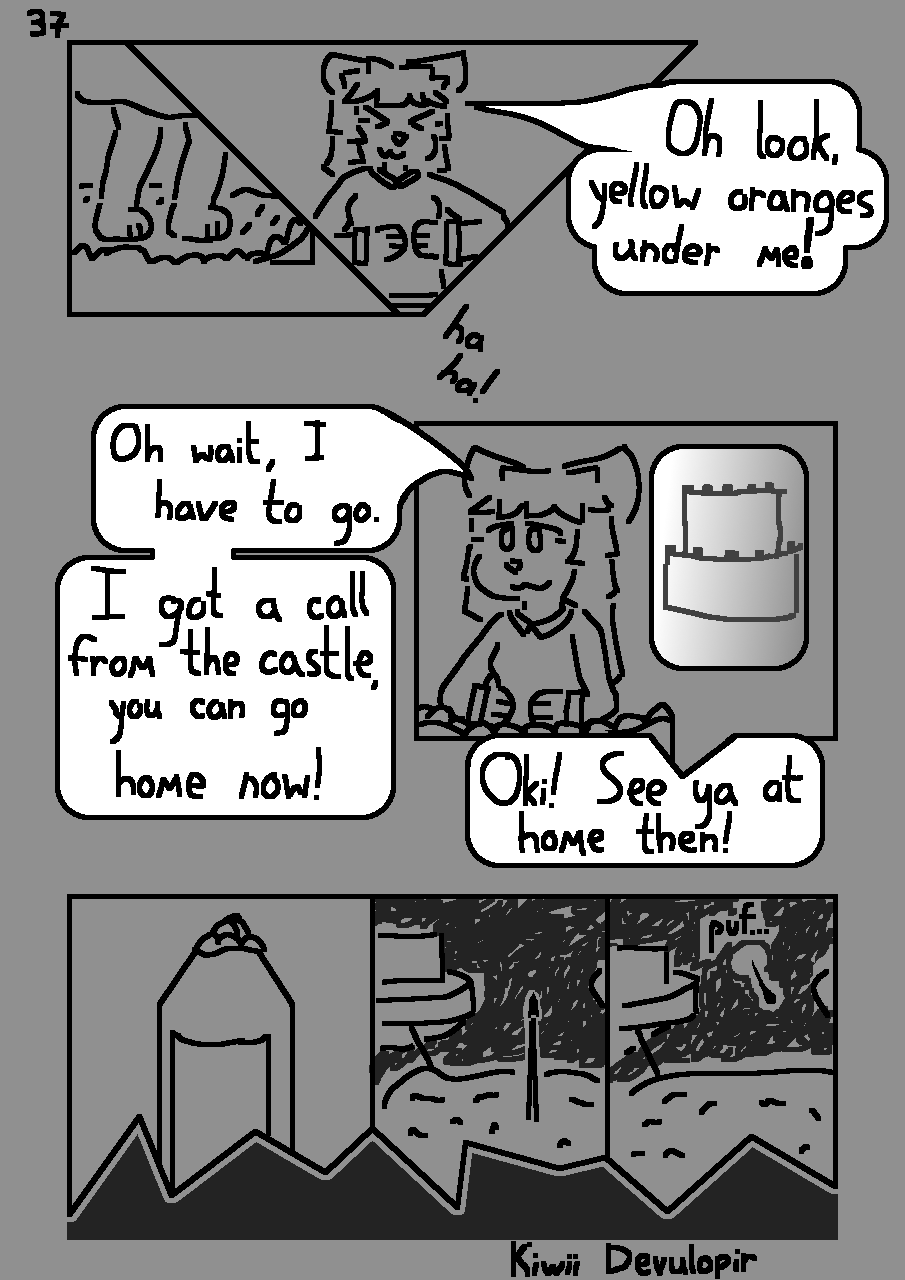 37
Oh look,
yellow oranges
under me!
ha
ha!
Oh wait, I
have to go.
I got a call
from the castle,
you can go
home now!
Oki! See ya at
home then!
puf...
Kiwii Devulopir